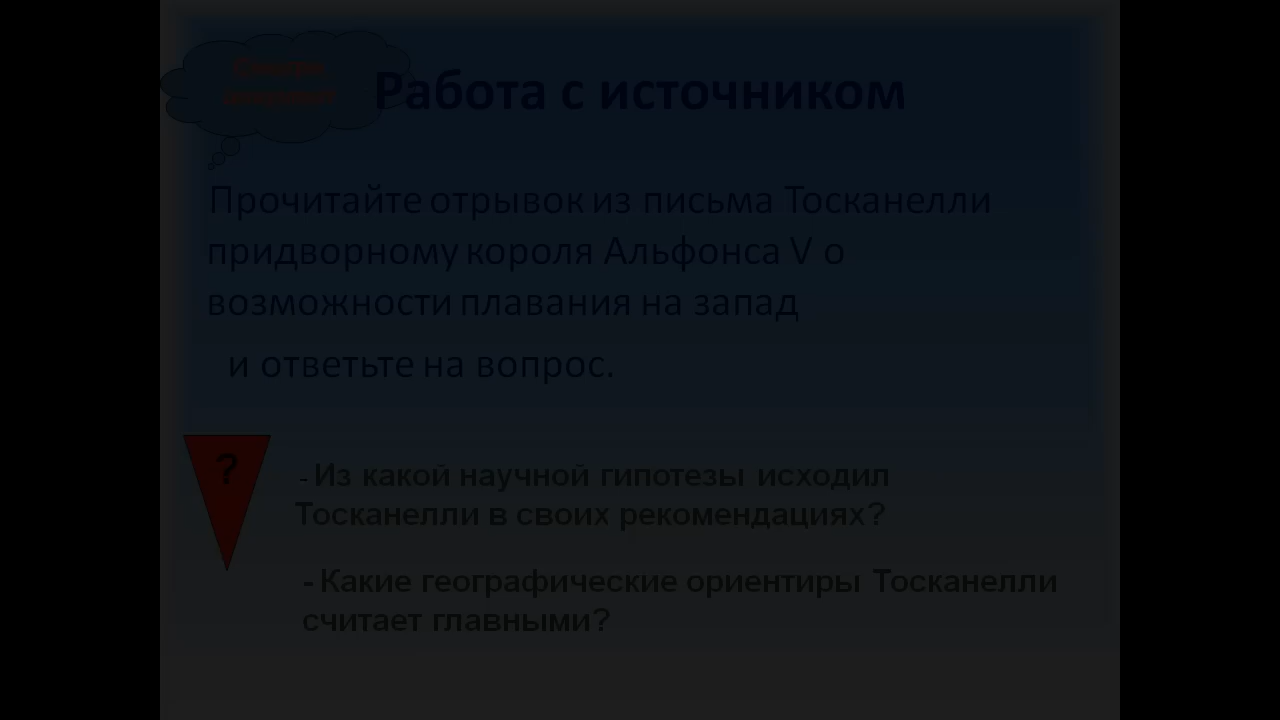 Смотри
Работа с источником
Прочитайте отрывок из письма Тосканелли
придворному короля Альфонса V о
возможности плавания на запад
и ответьте на вопрос.
?
- Из какой научной гипотезы исходил
Тосканелли в своих рекомендациях?
- Какие географические ориентиры Тосканелли
считает главными?